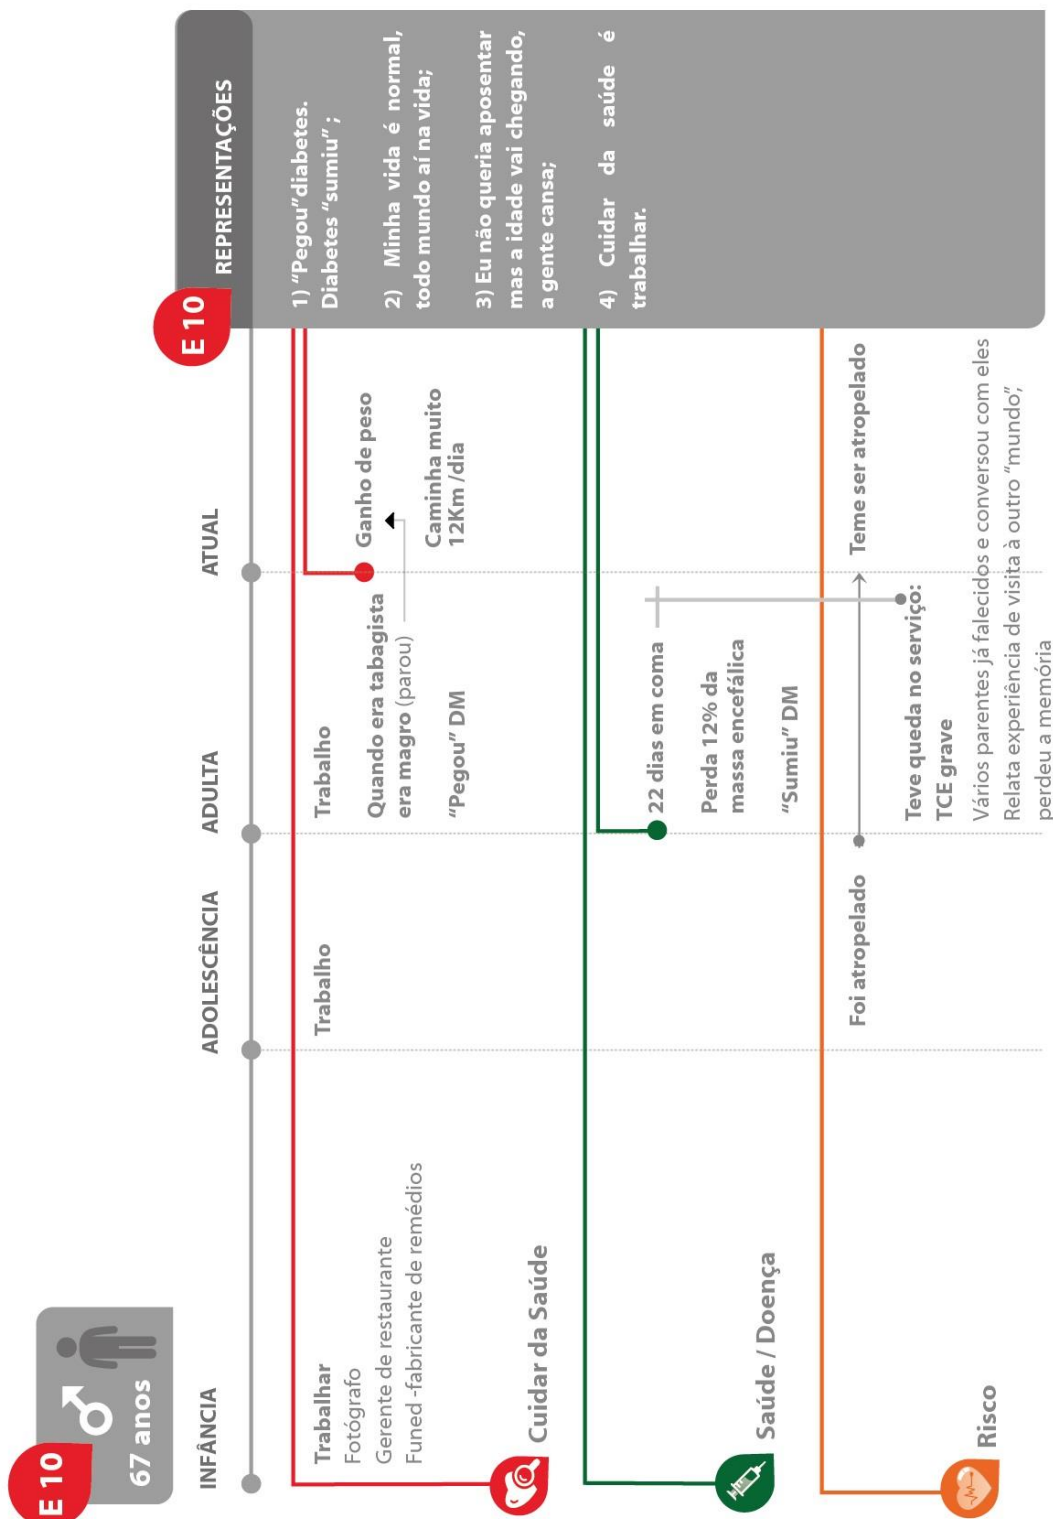 E 10
67 anos
E 10
REPRESENTAÇÕES
INFÂNCIA
ADOLESCÊNCIA
ADULTA
ATUAL
1) "Pegou"diabetes.
Diabetes "sumiu" ;
2) Minha vida é normal,
todo mundo aí na vida;
3) Eu não queria aposentar
mas a idade vai chegando,
a gente cansa;
4) Cuidar da saúde é
trabalhar.
Trabalhar
Fotógrafo
Gerente de restaurante
Funed -fabricante de remédios
Trabalho
Trabalho
Quando era tabagista
era magro (parou)
"Pegou" DM
Ganho de peso
Caminha muito
12Km /dia
Cuidar da Saúde
22 dias em coma
Perda 12% da
massa encefálica
"Sumiu" DM
Saúde / Doença
Foi atropelado
Teme ser atropelado
Teve queda no serviço:
TCE grave
Vários parentes já falecidos e conversou com eles
Relata experiência de visita à outro "mundo",
perdeu a memória
Risco